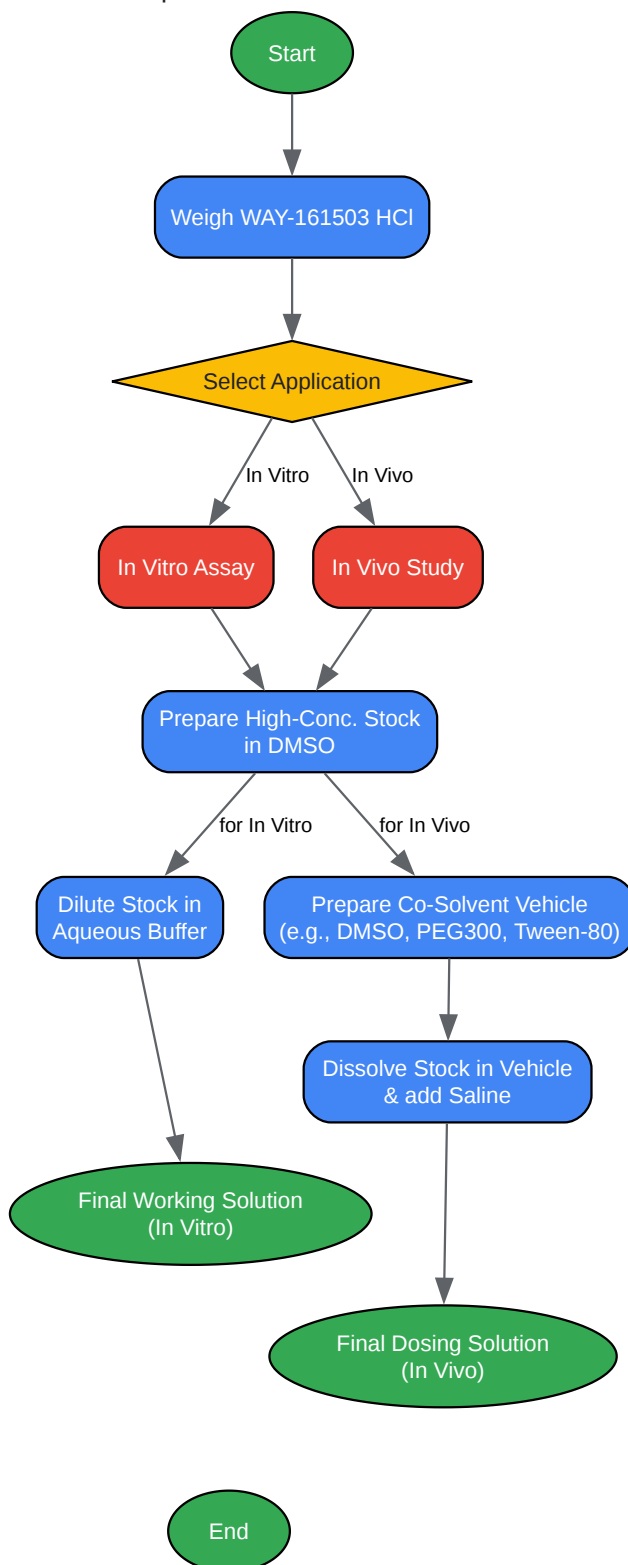 Start
Weigh WAY-161503 HCl
Select Application
In Vitro
In Vivo
In Vitro Assay
In Vivo Study
Prepare High-Conc. Stock
in DMSO
for In Vitro
for In Vivo
Dilute Stock in
Aqueous Buffer
Prepare Co-Solvent Vehicle
(e.g., DMSO, PEG300, Tween-80)
Dissolve Stock in Vehicle
& add Saline
Final Working Solution
(In Vitro)
Final Dosing Solution
(In Vivo)
End